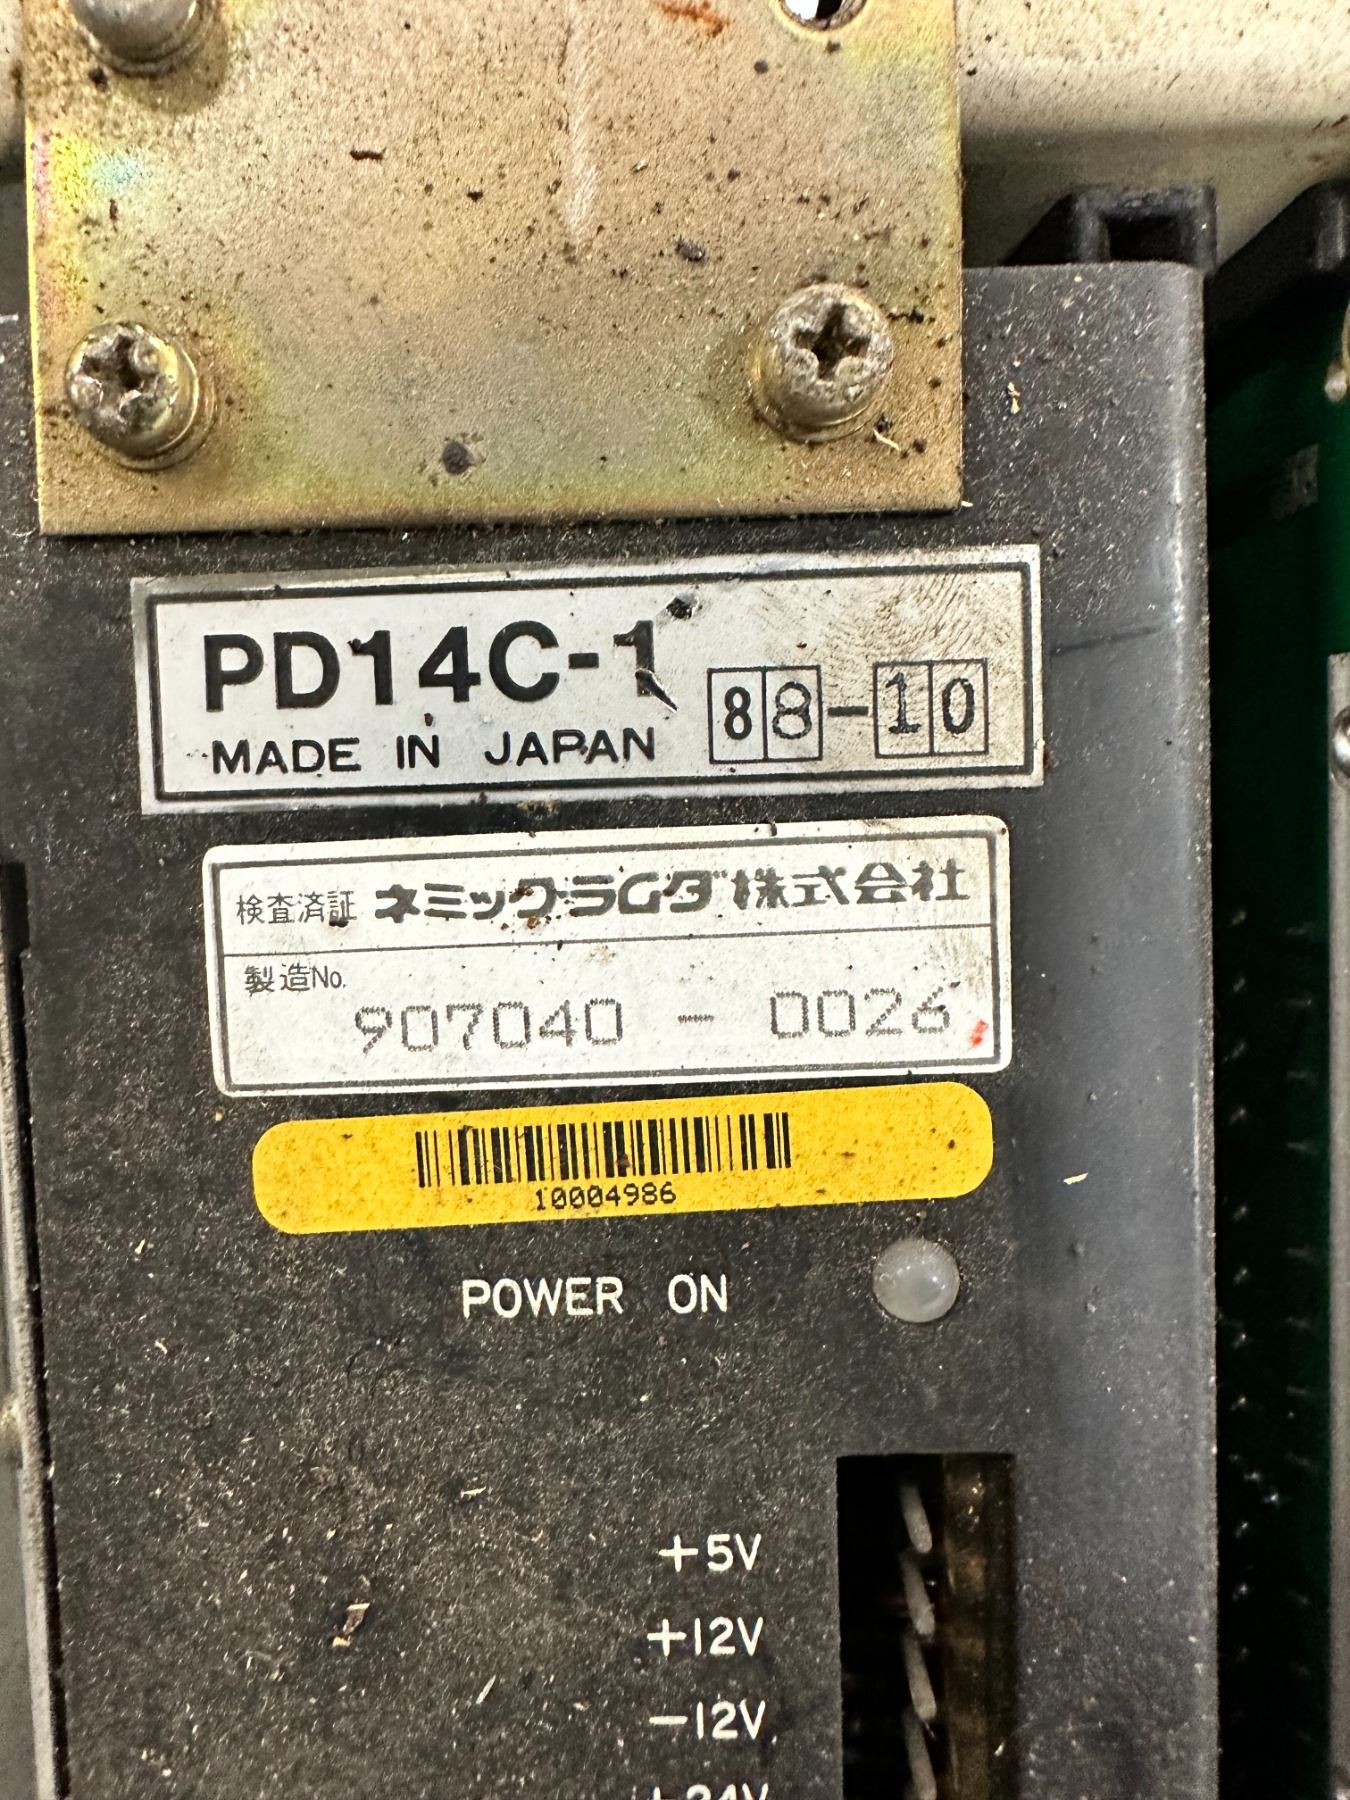 PD14C-1
MADE IN JAPAN 88-10
検査済証 ネミック・ラムダ株式会社
製造No.
907040 - 0026
10004986
POWER ON
+5V
+12V
-12V
+24V